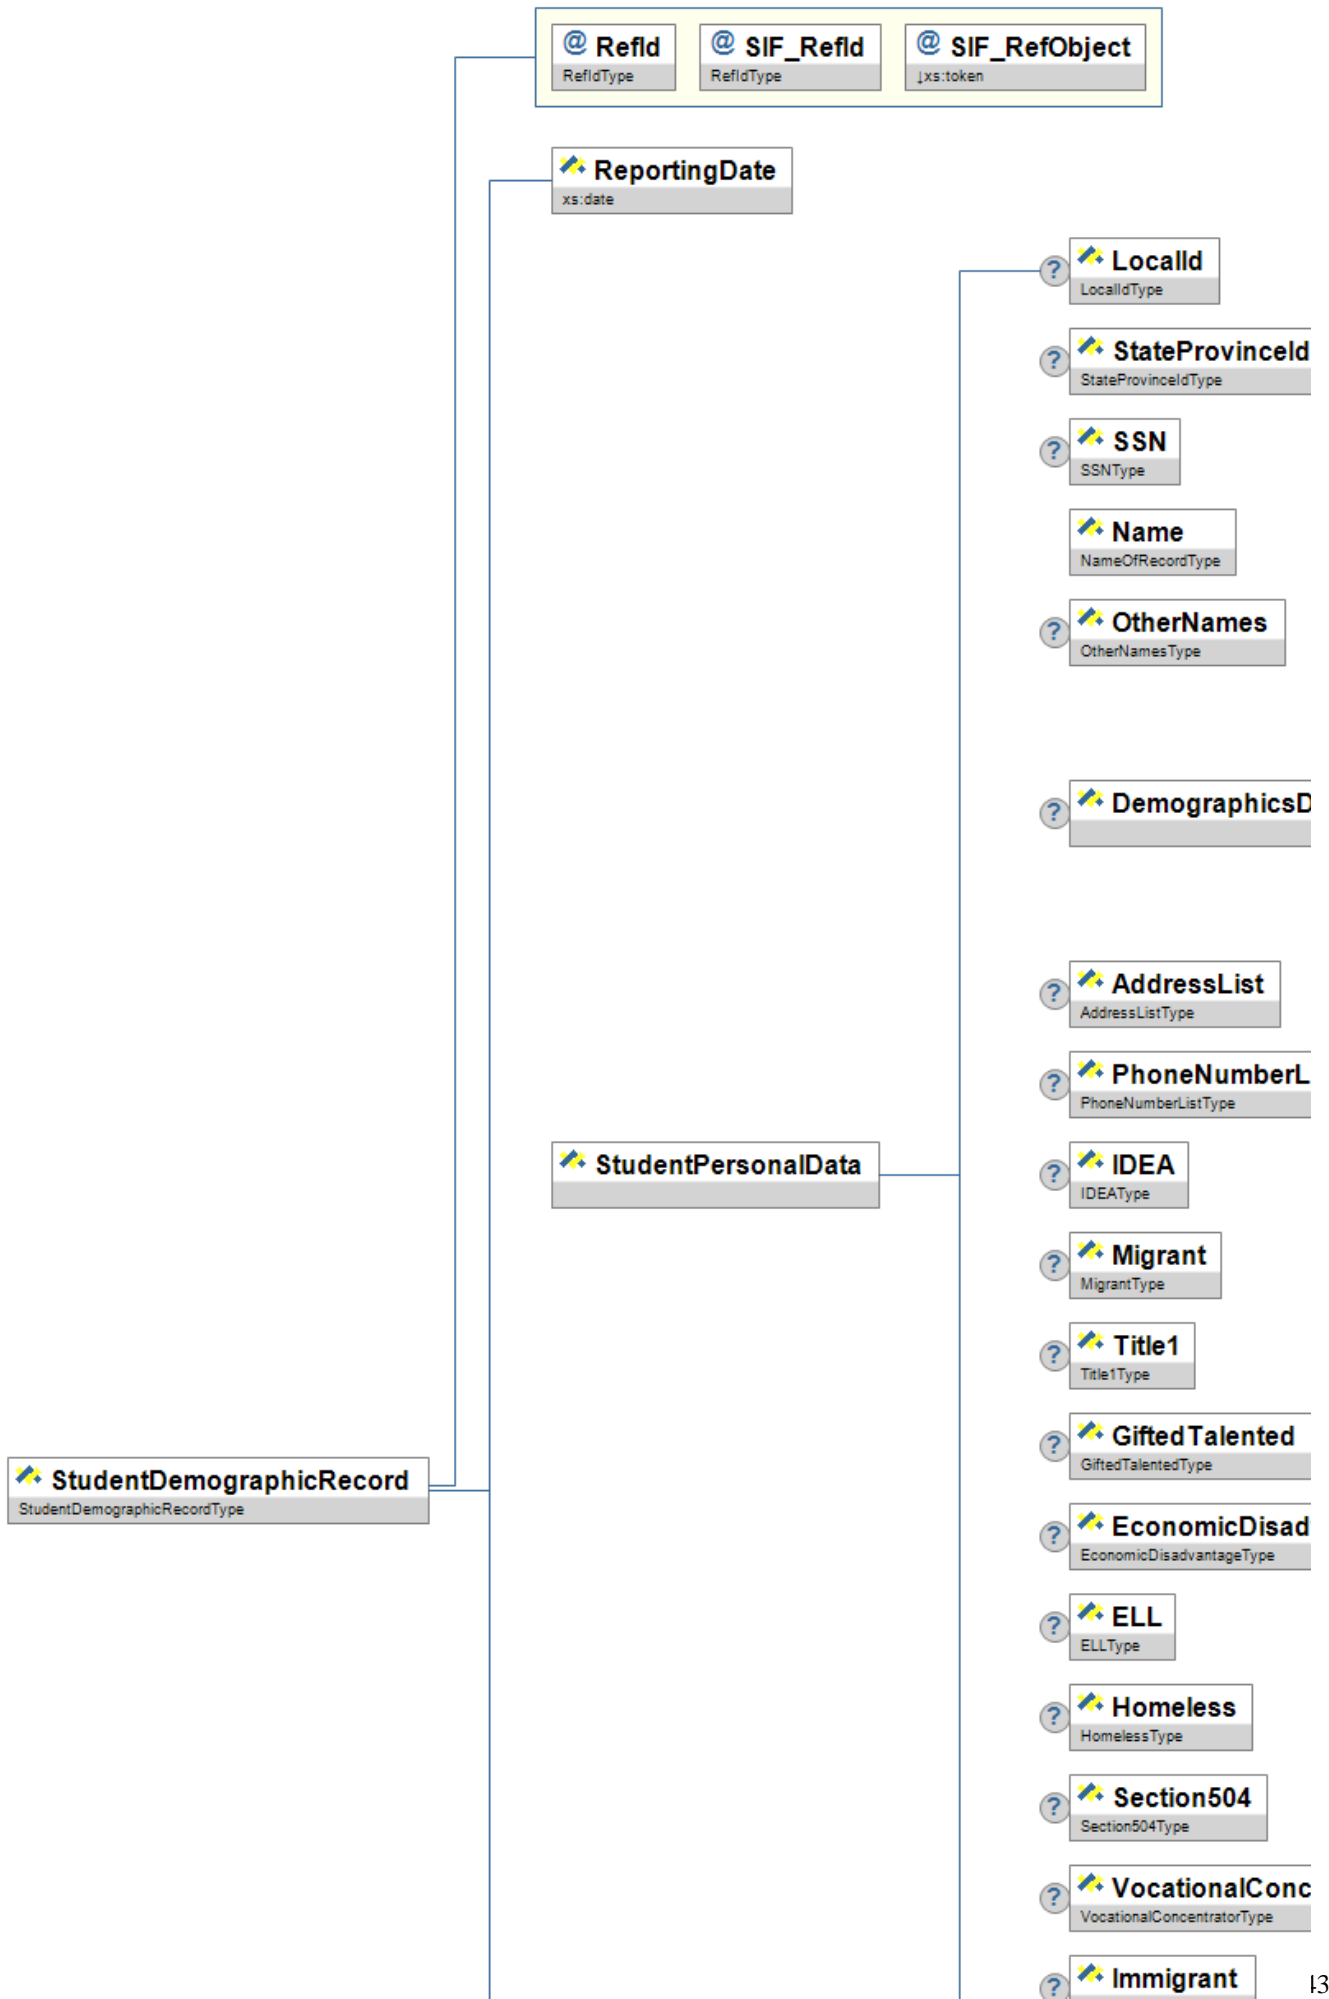 @ RefId
RefIdType
@ SIF_RefId
RefIdType
@ SIF_RefObject
↓xs:token
ReportingDate
xs:date
? LocalId
LocalIdType
? StateProvinceId
StateProvinceIdType
? SSN
SSNType
Name
NameOfRecordType
? OtherNames
OtherNamesType
? DemographicsD
? AddressList
AddressListType
? PhoneNumberL
PhoneNumberListType
StudentPersonalData
? IDEA
IDEAType
? Migrant
MigrantType
? Title1
Title1Type
? GiftedTalented
GiftedTalentedType
StudentDemographicRecord
StudentDemographicRecordType
? EconomicDisad
EconomicDisadvantageType
? ELL
ELLType
? Homeless
HomelessType
? Section504
Section504Type
? VocationalConc
VocationalConcentratorType
? Immigrant
43